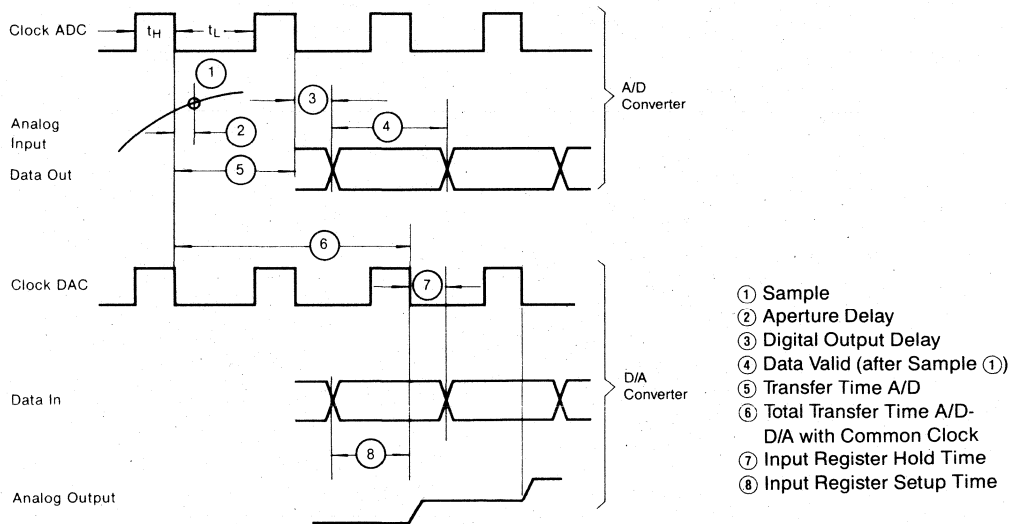 Clock ADC
tH
tL
1
A/D
Converter
3
4
2
Analog
Input
5
Data Out
6
Clock DAC
7
① Sample
② Aperture Delay
③ Digital Output Delay
④ Data Valid (after Sample ①)
⑤ Transfer Time A/D
⑥ Total Transfer Time A/D-
D/A with Common Clock
⑦ Input Register Hold Time
⑧ Input Register Setup Time
D/A
Converter
Data In
8
Analog Output